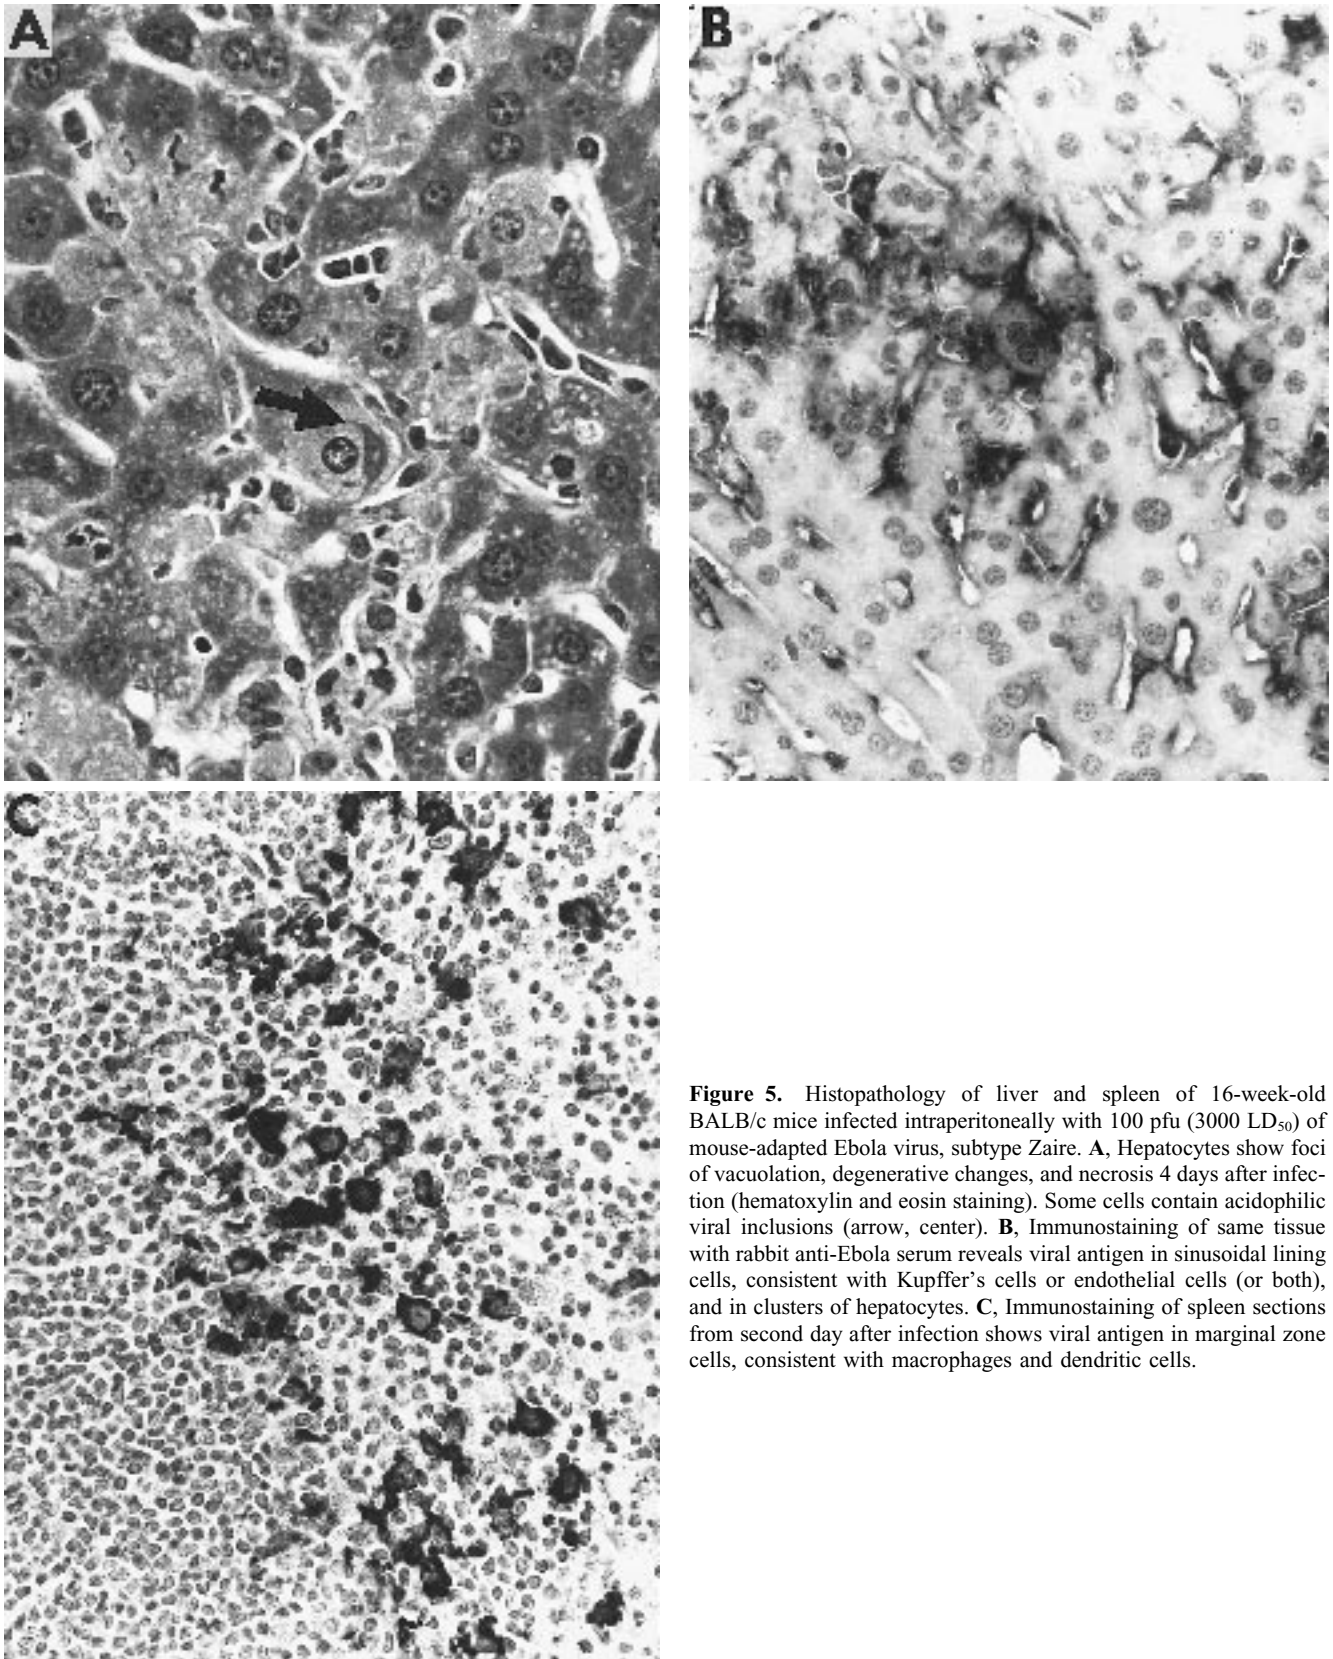 A
B
C
Figure 5. Histopathology of liver and spleen of 16-week-old
BALB/c mice infected intraperitoneally with 100 pfu (3000 LD50) of
mouse-adapted Ebola virus, subtype Zaire. A, Hepatocytes show foci
of vacuolation, degenerative changes, and necrosis 4 days after infec-
tion (hematoxylin and eosin staining). Some cells contain acidophilic
viral inclusions (arrow, center). B, Immunostaining of same tissue
with rabbit anti-Ebola serum reveals viral antigen in sinusoidal lining
cells, consistent with Kupffer's cells or endothelial cells (or both),
and in clusters of hepatocytes. C, Immunostaining of spleen sections
from second day after infection shows viral antigen in marginal zone
cells, consistent with macrophages and dendritic cells.